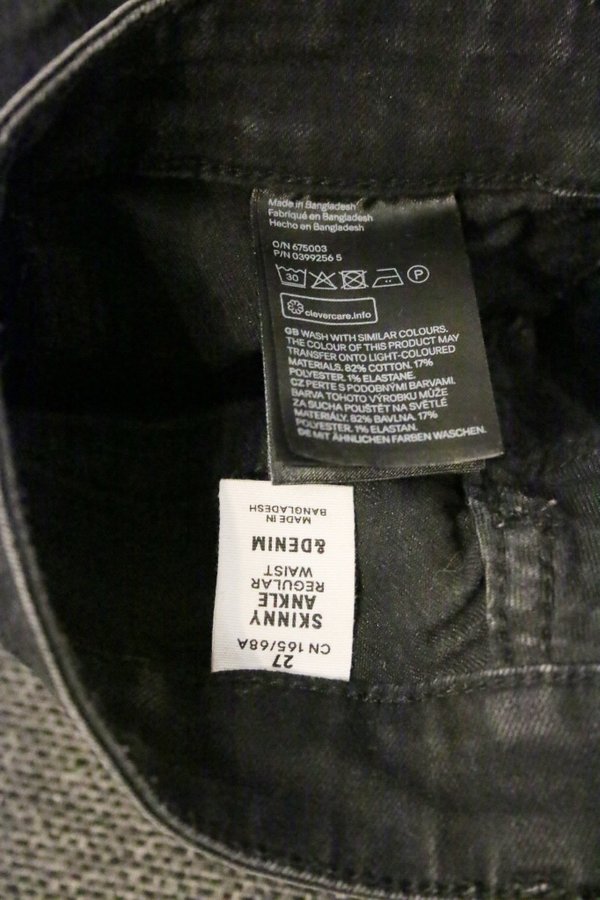 Made in Bangladesh
Fabriqué en Bangladesh
Hecho en Bangladesh
O/N 675003
P/N 0399256 5
30
P
clevercare.info
GB WASH WITH SIMILAR COLOURS.
THE COLOUR OF THIS PRODUCT MAY
TRANSFER ONTO LIGHT-COLOURED
MATERIALS. 82% COTTON. 17%
POLYESTER. 1% ELASTANE.
CZ PERTE S PODOBNÝMI BARVAMI.
BARVA TOHOTO VÝROBKU MŮŽE
ZA SUCHA POUŠTĚT NA SVĚTLÉ
MATERIÁLY. 82% BAVLNA. 17%
POLYESTER. 1% ELASTAN.
DE MIT ÄHNLICHEN FARBEN WASCHEN.
27
CN 165/68A
SKINNY
ANKLE
REGULAR
WAIST
&DENIM
MADE IN
BANGLADESH